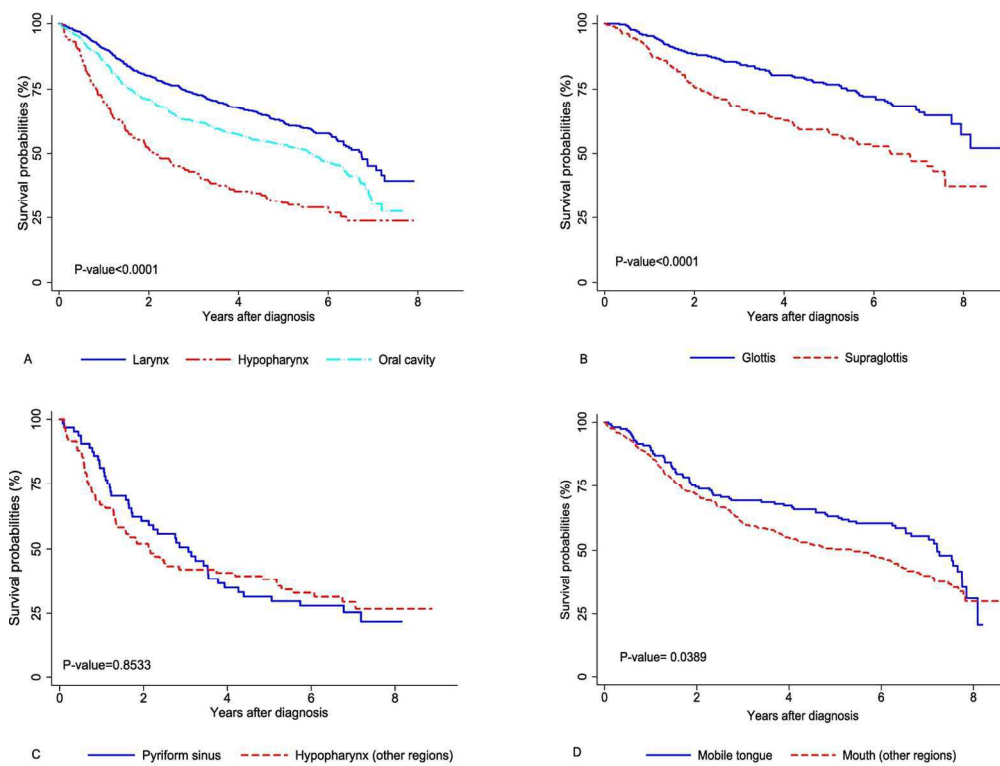 Survival probabilities (%)
100
75
50
25
0
P-value<0.0001
0 2 4 6 8
Years after diagnosis
A Larynx Hypopharynx Oral cavity
Survival probabilities (%)
100
75
50
25
0
P-value<0.0001
0 2 4 6 8
Years after diagnosis
B Glottis Supraglottis
Survival probabilities (%)
100
75
50
25
0
P-value=0.8533
0 2 4 6 8
Years after diagnosis
C Pyriform sinus Hypopharynx (other regions)
Survival probabilities (%)
100
75
50
25
0
P-value= 0.0389
0 2 4 6 8
Years after diagnosis
D Mobile tongue Mouth (other regions)